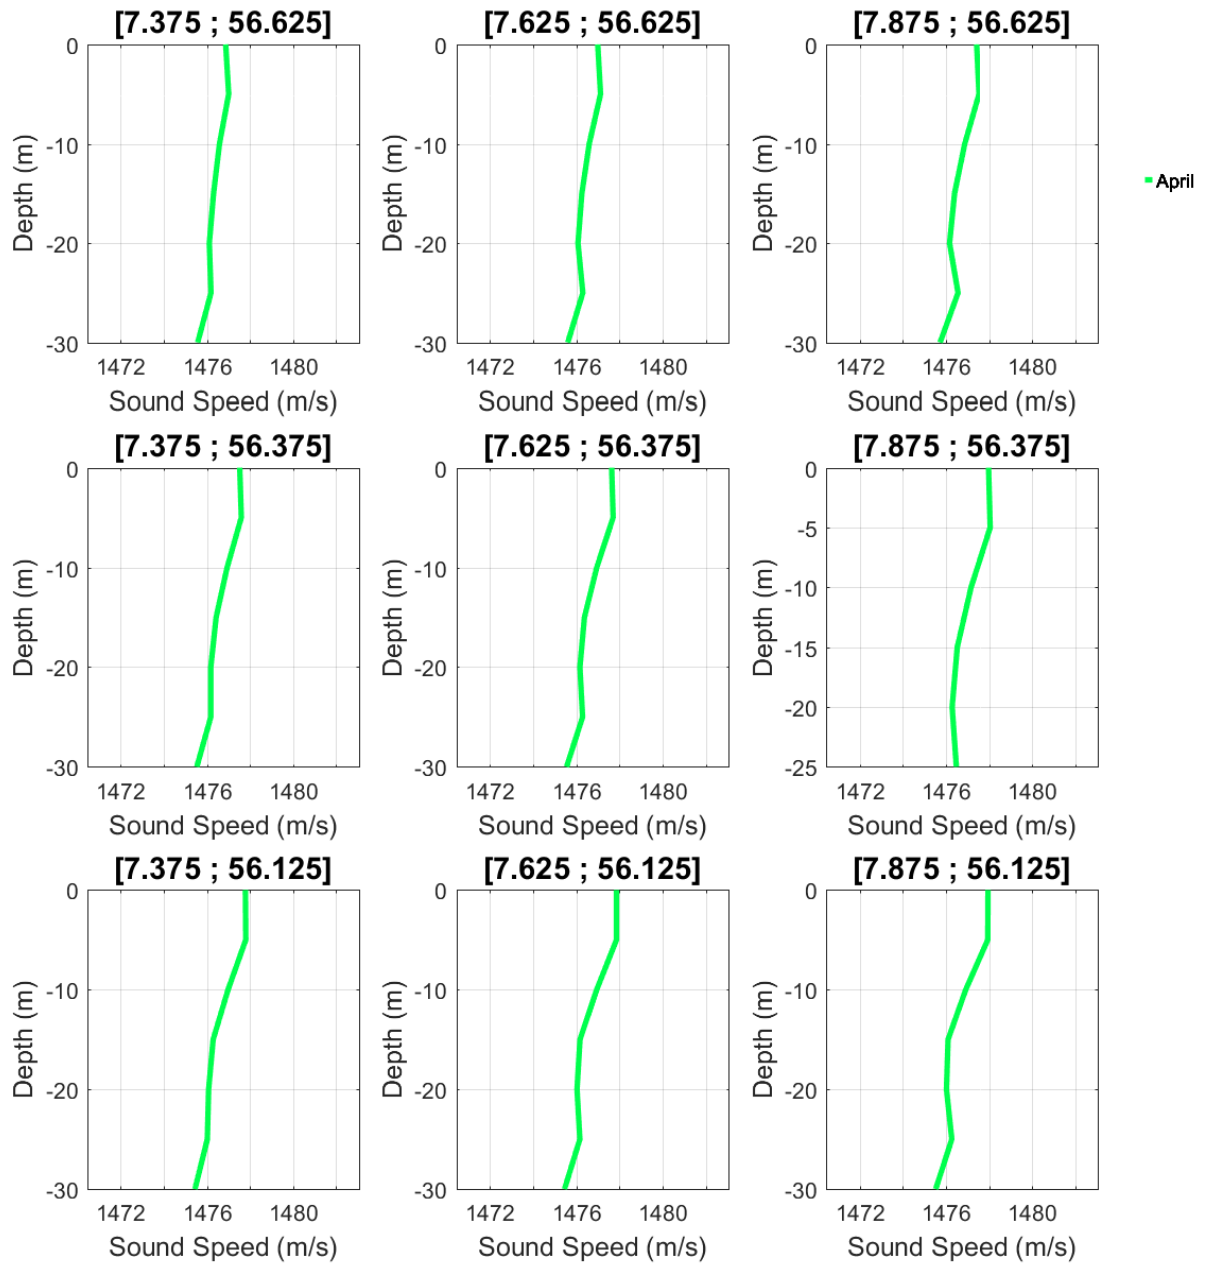 [7.375 ; 56.625] [7.625 ; 56.625] [7.875 ; 56.625]
0 0 0
-10 -10 -10
April
-20 -20 -20
-30 -30 -30
Depth (m) Depth (m) Depth (m)
1472 1476 1480 1472 1476 1480 1472 1476 1480
Sound Speed (m/s) Sound Speed (m/s) Sound Speed (m/s)
[7.375 ; 56.375] [7.625 ; 56.375] [7.875 ; 56.375]
0 0 0
-5
-10 -10 -10
-15
-20 -20 -20
-30 -30 -25
Depth (m) Depth (m) Depth (m)
1472 1476 1480 1472 1476 1480 1472 1476 1480
Sound Speed (m/s) Sound Speed (m/s) Sound Speed (m/s)
[7.375 ; 56.125] [7.625 ; 56.125] [7.875 ; 56.125]
0 0 0
-10 -10 -10
-20 -20 -20
-30 -30 -30
Depth (m) Depth (m) Depth (m)
1472 1476 1480 1472 1476 1480 1472 1476 1480
Sound Speed (m/s) Sound Speed (m/s) Sound Speed (m/s)